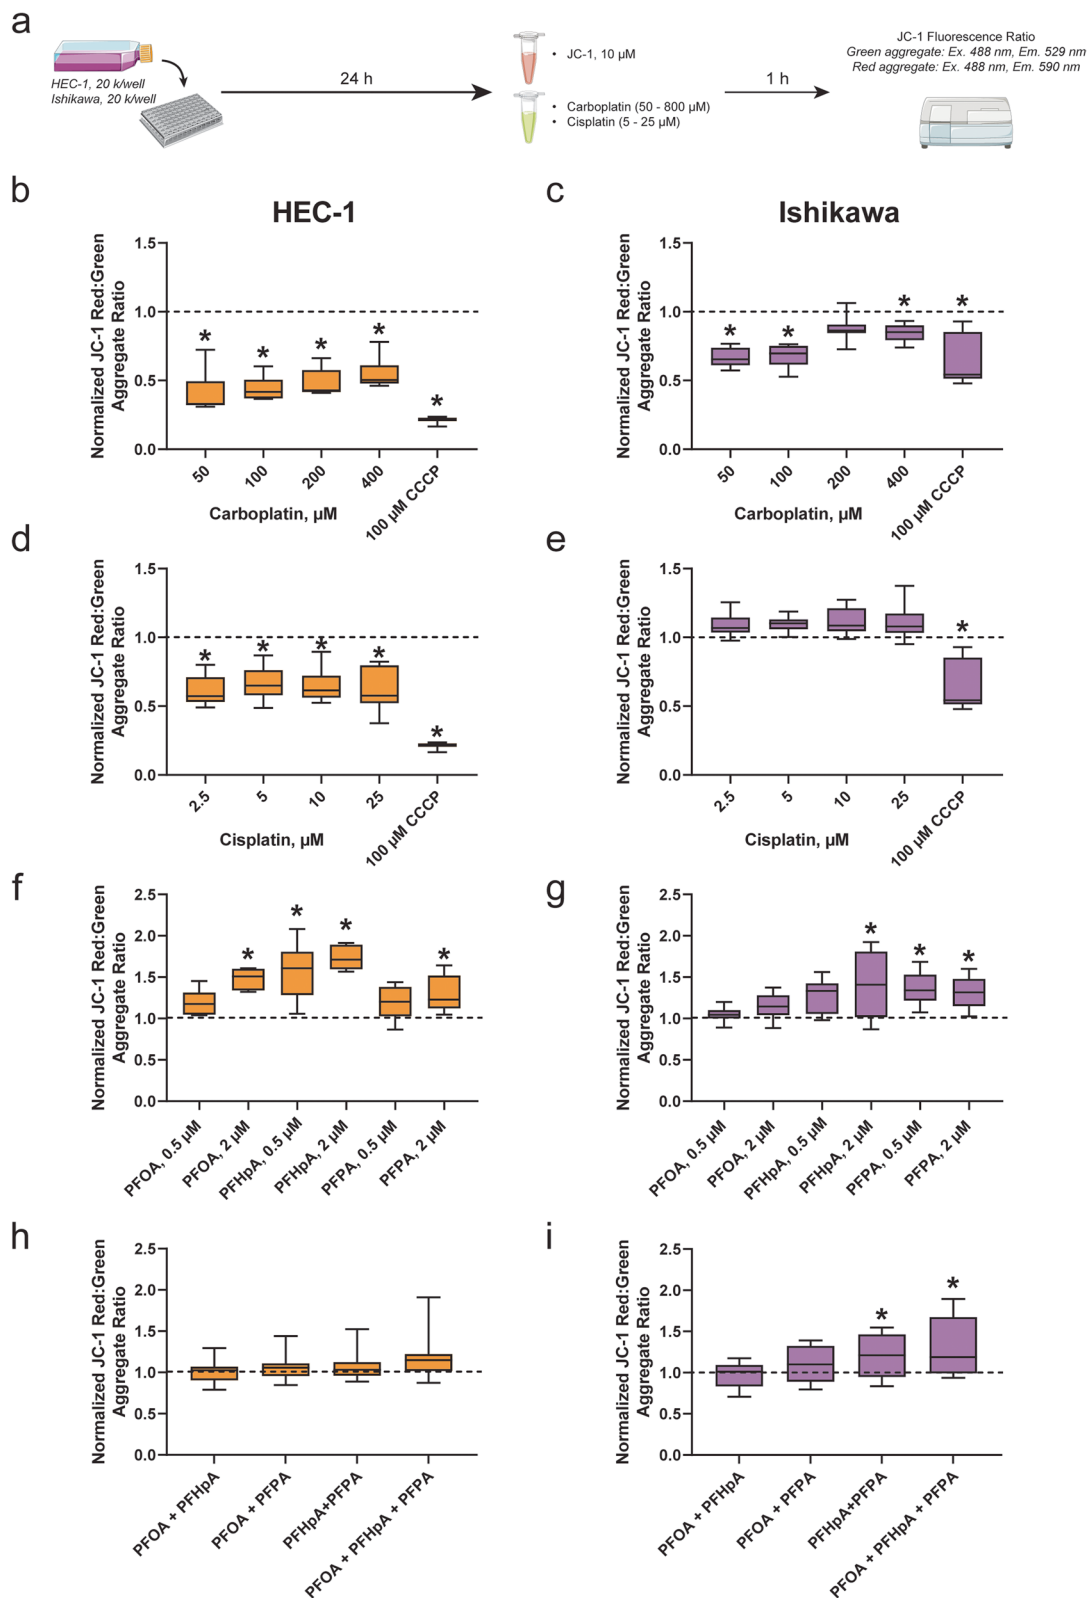 a
HEC-1, 20 k/well
Ishikawa, 20 k/well
24 h
• JC-1, 10 µM
• Carboplatin (50 - 800 µM)
• Cisplatin (5 - 25 µM)
1 h
JC-1 Fluorescence Ratio
Green aggregate: Ex. 488 nm, Em. 529 nm
Red aggregate: Ex. 488 nm, Em. 590 nm
b
HEC-1
Normalized JC-1 Red:Green
Aggregate Ratio
1.5
1.0
0.5
0.0
* * * * *
50 100 200 400 100 µM CCCP
Carboplatin, µM
c
Ishikawa
Normalized JC-1 Red:Green
Aggregate Ratio
1.5
1.0
0.5
0.0
* * * *
50 100 200 400 100 µM CCCP
Carboplatin, µM
d
Normalized JC-1 Red:Green
Aggregate Ratio
1.5
1.0
0.5
0.0
* * * * *
2.5 5 10 25 100 µM CCCP
Cisplatin, µM
e
Normalized JC-1 Red:Green
Aggregate Ratio
1.5
1.0
0.5
0.0
*
2.5 5 10 25 100 µM CCCP
Cisplatin, µM
f
Normalized JC-1 Red:Green
Aggregate Ratio
2.5
2.0
1.5
1.0
0.5
0.0
* * * *
PFOA, 0.5 µM
PFOA, 2 µM
PFHpA, 0.5 µM
PFHpA, 2 µM
PFPA, 0.5 µM
PFPA, 2 µM
g
Normalized JC-1 Red:Green
Aggregate Ratio
2.5
2.0
1.5
1.0
0.5
0.0
* * *
PFOA, 0.5 µM
PFOA, 2 µM
PFHpA, 0.5 µM
PFHpA, 2 µM
PFPA, 0.5 µM
PFPA, 2 µM
h
Normalized JC-1 Red:Green
Aggregate Ratio
2.5
2.0
1.5
1.0
0.5
0.0
PFOA + PFHpA
PFOA + PFPA
PFHpA+PFPA
PFOA + PFHpA + PFPA
i
Normalized JC-1 Red:Green
Aggregate Ratio
2.5
2.0
1.5
1.0
0.5
0.0
* *
PFOA + PFHpA
PFOA + PFPA
PFHpA+PFPA
PFOA + PFHpA + PFPA